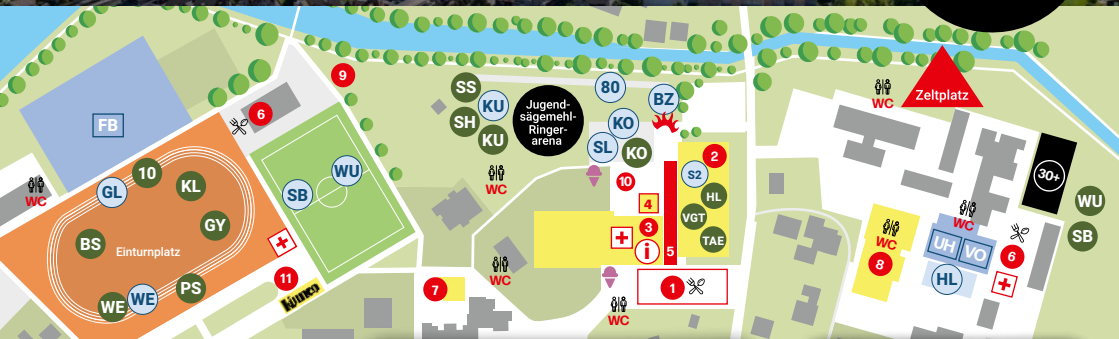 FB
WC
GL
10
KL
GY
BS
Einturnplatz
WE
WE
PS
6
9
SB
WU
11
7
WC
SS
KU
SH
KU
WC
Jugend-
sägemehl-
Ringer-
arena
80
BZ
KO
SL
KO
10
4
3
i
5
2
S2
HL
VGT
TAE
1
WC
WC
Zeltplatz
30+
WU
SB
WC
8
WC
UH
VO
HL
6